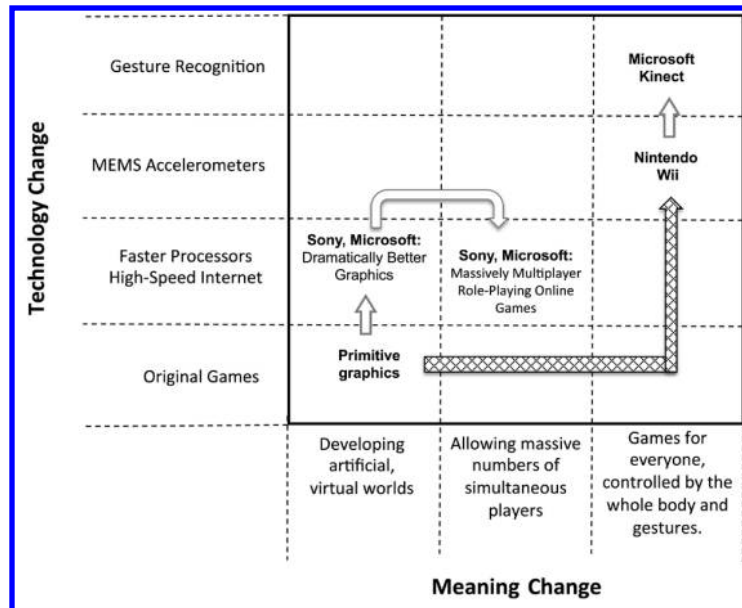 Technology Change
Gesture Recognition
Microsoft
Kinect
MEMS Accelerometers
Nintendo
Wii
Faster Processors
High-Speed Internet
Sony, Microsoft:
Dramatically Better
Graphics
Sony, Microsoft:
Massively Multiplayer
Role-Playing Online
Games
Original Games
Primitive
graphics
Developing
artificial,
virtual worlds
Allowing massive
numbers of
simultaneous
players
Games for
everyone,
controlled by the
whole body and
gestures.
Meaning Change